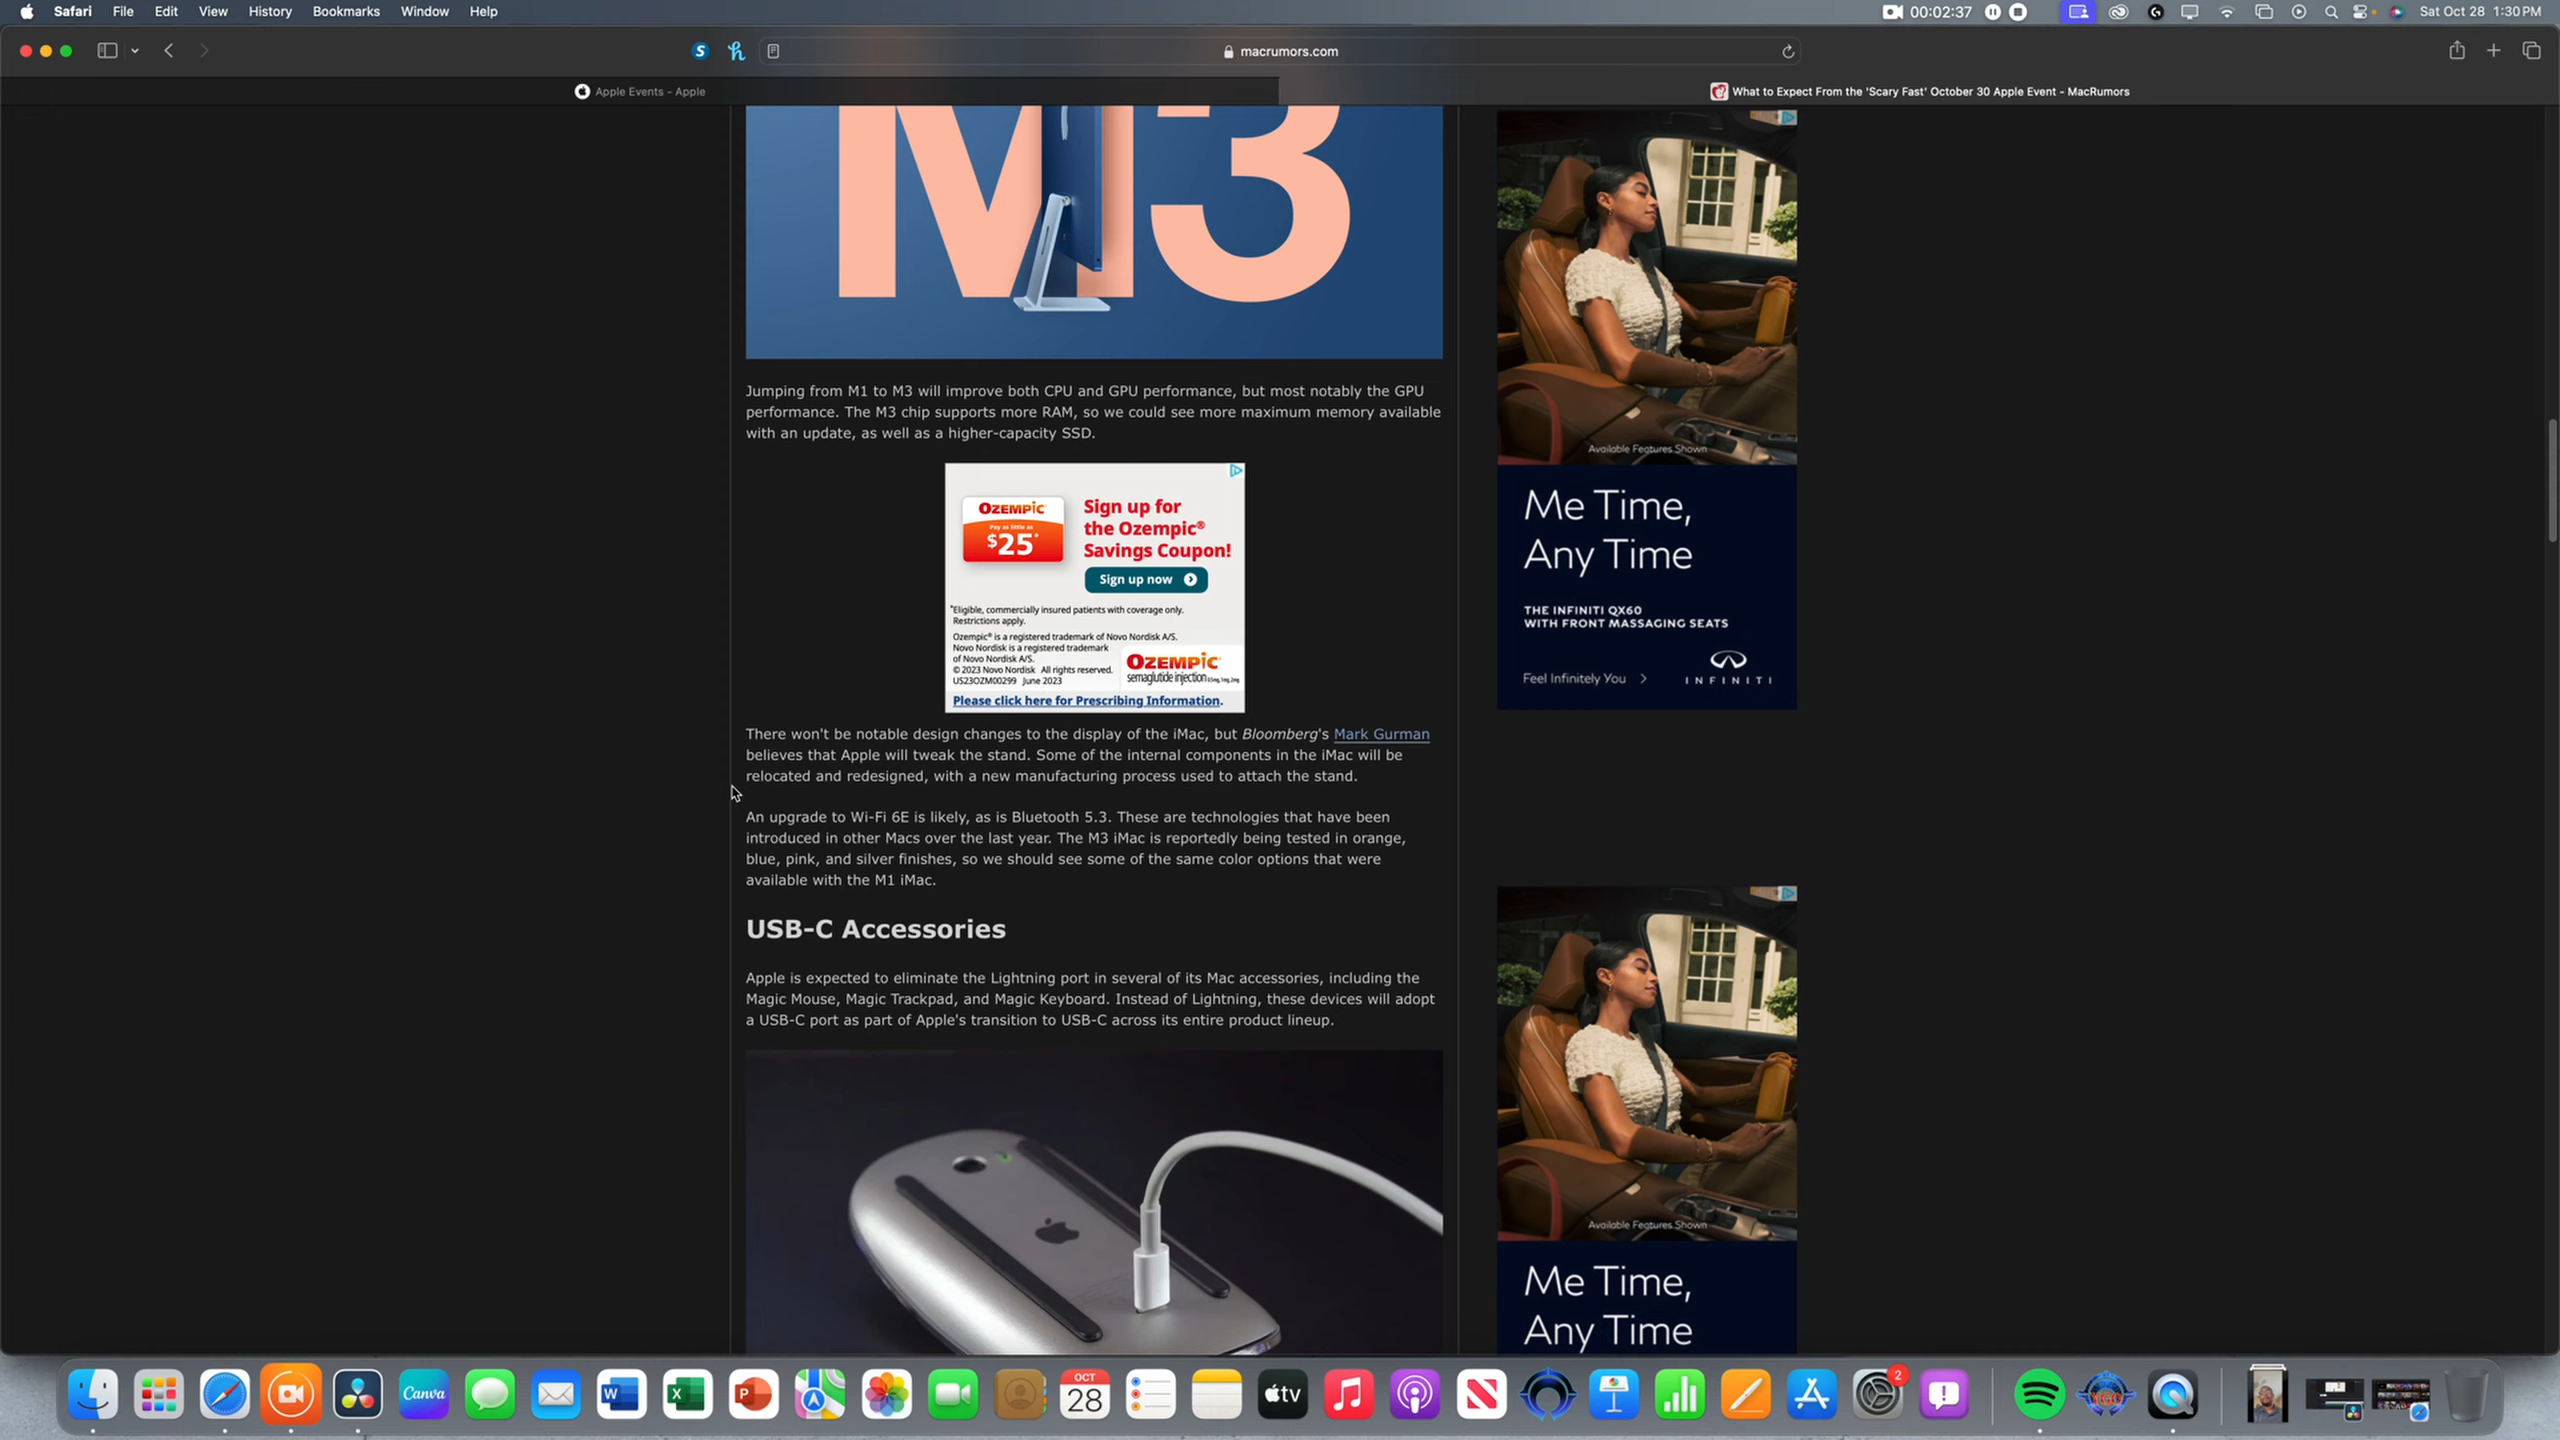 Safari File Edit View History Bookmarks Window Help
00:02:37
Sat Oct 28 1:30 PM
macrumors.com
Apple Events - Apple
What to Expect From the 'Scary Fast' October 30 Apple Event - MacRumors
M3
Jumping from M1 to M3 will improve both CPU and GPU performance, but most notably the GPU
performance. The M3 chip supports more RAM, so we could see more maximum memory available
with an update, as well as a higher-capacity SSD.
OZEMPIC
Pay as little as
$25*
Sign up for
the Ozempic®
Savings Coupon!
Sign up now
*Eligible, commercially insured patients with coverage only.
Restrictions apply.
Ozempic® is a registered trademark of Novo Nordisk A/S.
Novo Nordisk is a registered trademark
of Novo Nordisk A/S.
© 2023 Novo Nordisk All rights reserved.
US23OZM00299 June 2023
OZEMPIC
semaglutide injection
Please click here for Prescribing Information.
There won't be notable design changes to the display of the iMac, but Bloomberg's Mark Gurman
believes that Apple will tweak the stand. Some of the internal components in the iMac will be
relocated and redesigned, with a new manufacturing process used to attach the stand.
An upgrade to Wi-Fi 6E is likely, as is Bluetooth 5.3. These are technologies that have been
introduced in other Macs over the last year. The M3 iMac is reportedly being tested in orange,
blue, pink, and silver finishes, so we should see some of the same color options that were
available with the M1 iMac.
USB-C Accessories
Apple is expected to eliminate the Lightning port in several of its Mac accessories, including the
Magic Mouse, Magic Trackpad, and Magic Keyboard. Instead of Lightning, these devices will adopt
a USB-C port as part of Apple's transition to USB-C across its entire product lineup.
Available Features Shown
Me Time,
Any Time
THE INFINITI QX60
WITH FRONT MASSAGING SEATS
Feel Infinitely You >
INFINITI
Available Features Shown
Me Time,
Any Time
Canva
W
X
P
OCT
28
tv
2